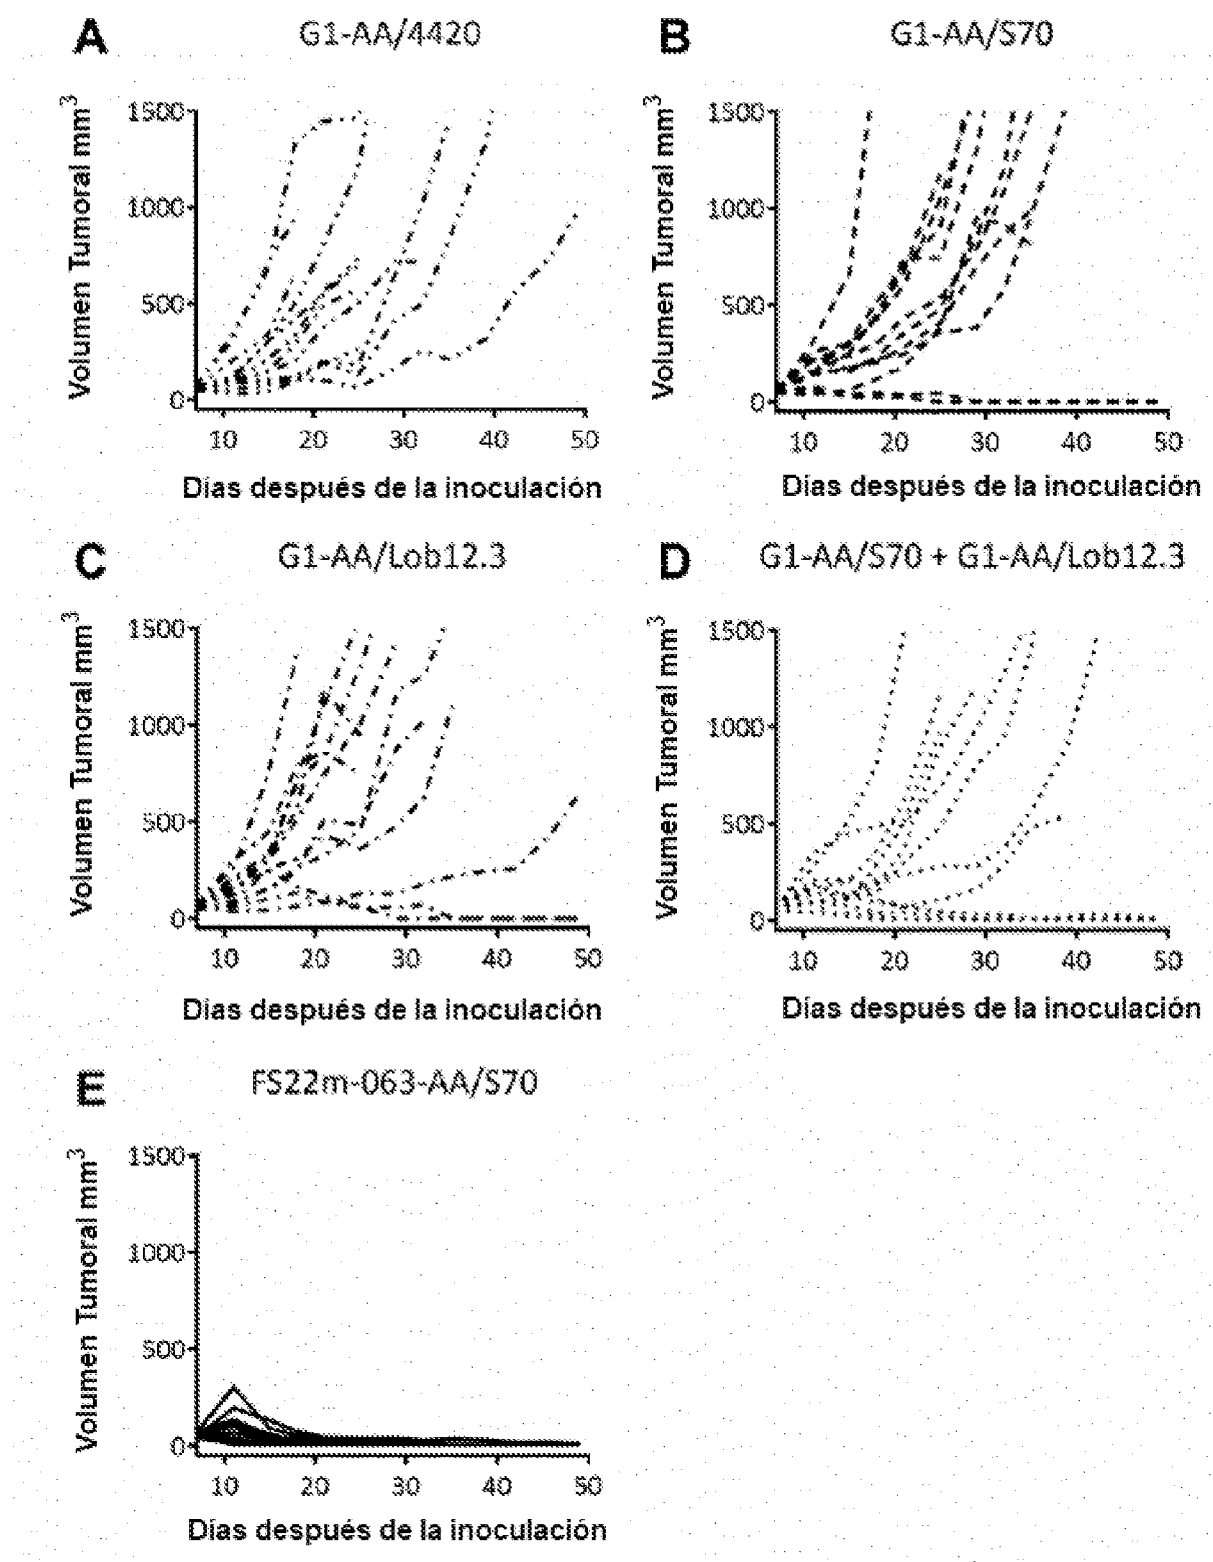 A G1-AA/4420
Volumen Tumoral mm³
1500
1000
500
0
10 20 30 40 50
Días después de la inoculación
B G1-AA/S70
Volumen Tumoral mm³
1500
1000
500
0
10 20 30 40 50
Días después de la inoculación
C G1-AA/Lob12.3
Volumen Tumoral mm³
1500
1000
500
0
10 20 30 40 50
Días después de la inoculación
D G1-AA/S70 + G1-AA/Lob12.3
Volumen Tumoral mm³
1500
1000
500
0
10 20 30 40 50
Días después de la inoculación
E FS22m-063-AA/S70
Volumen Tumoral mm³
1500
1000
500
0
10 20 30 40 50
Días después de la inoculación